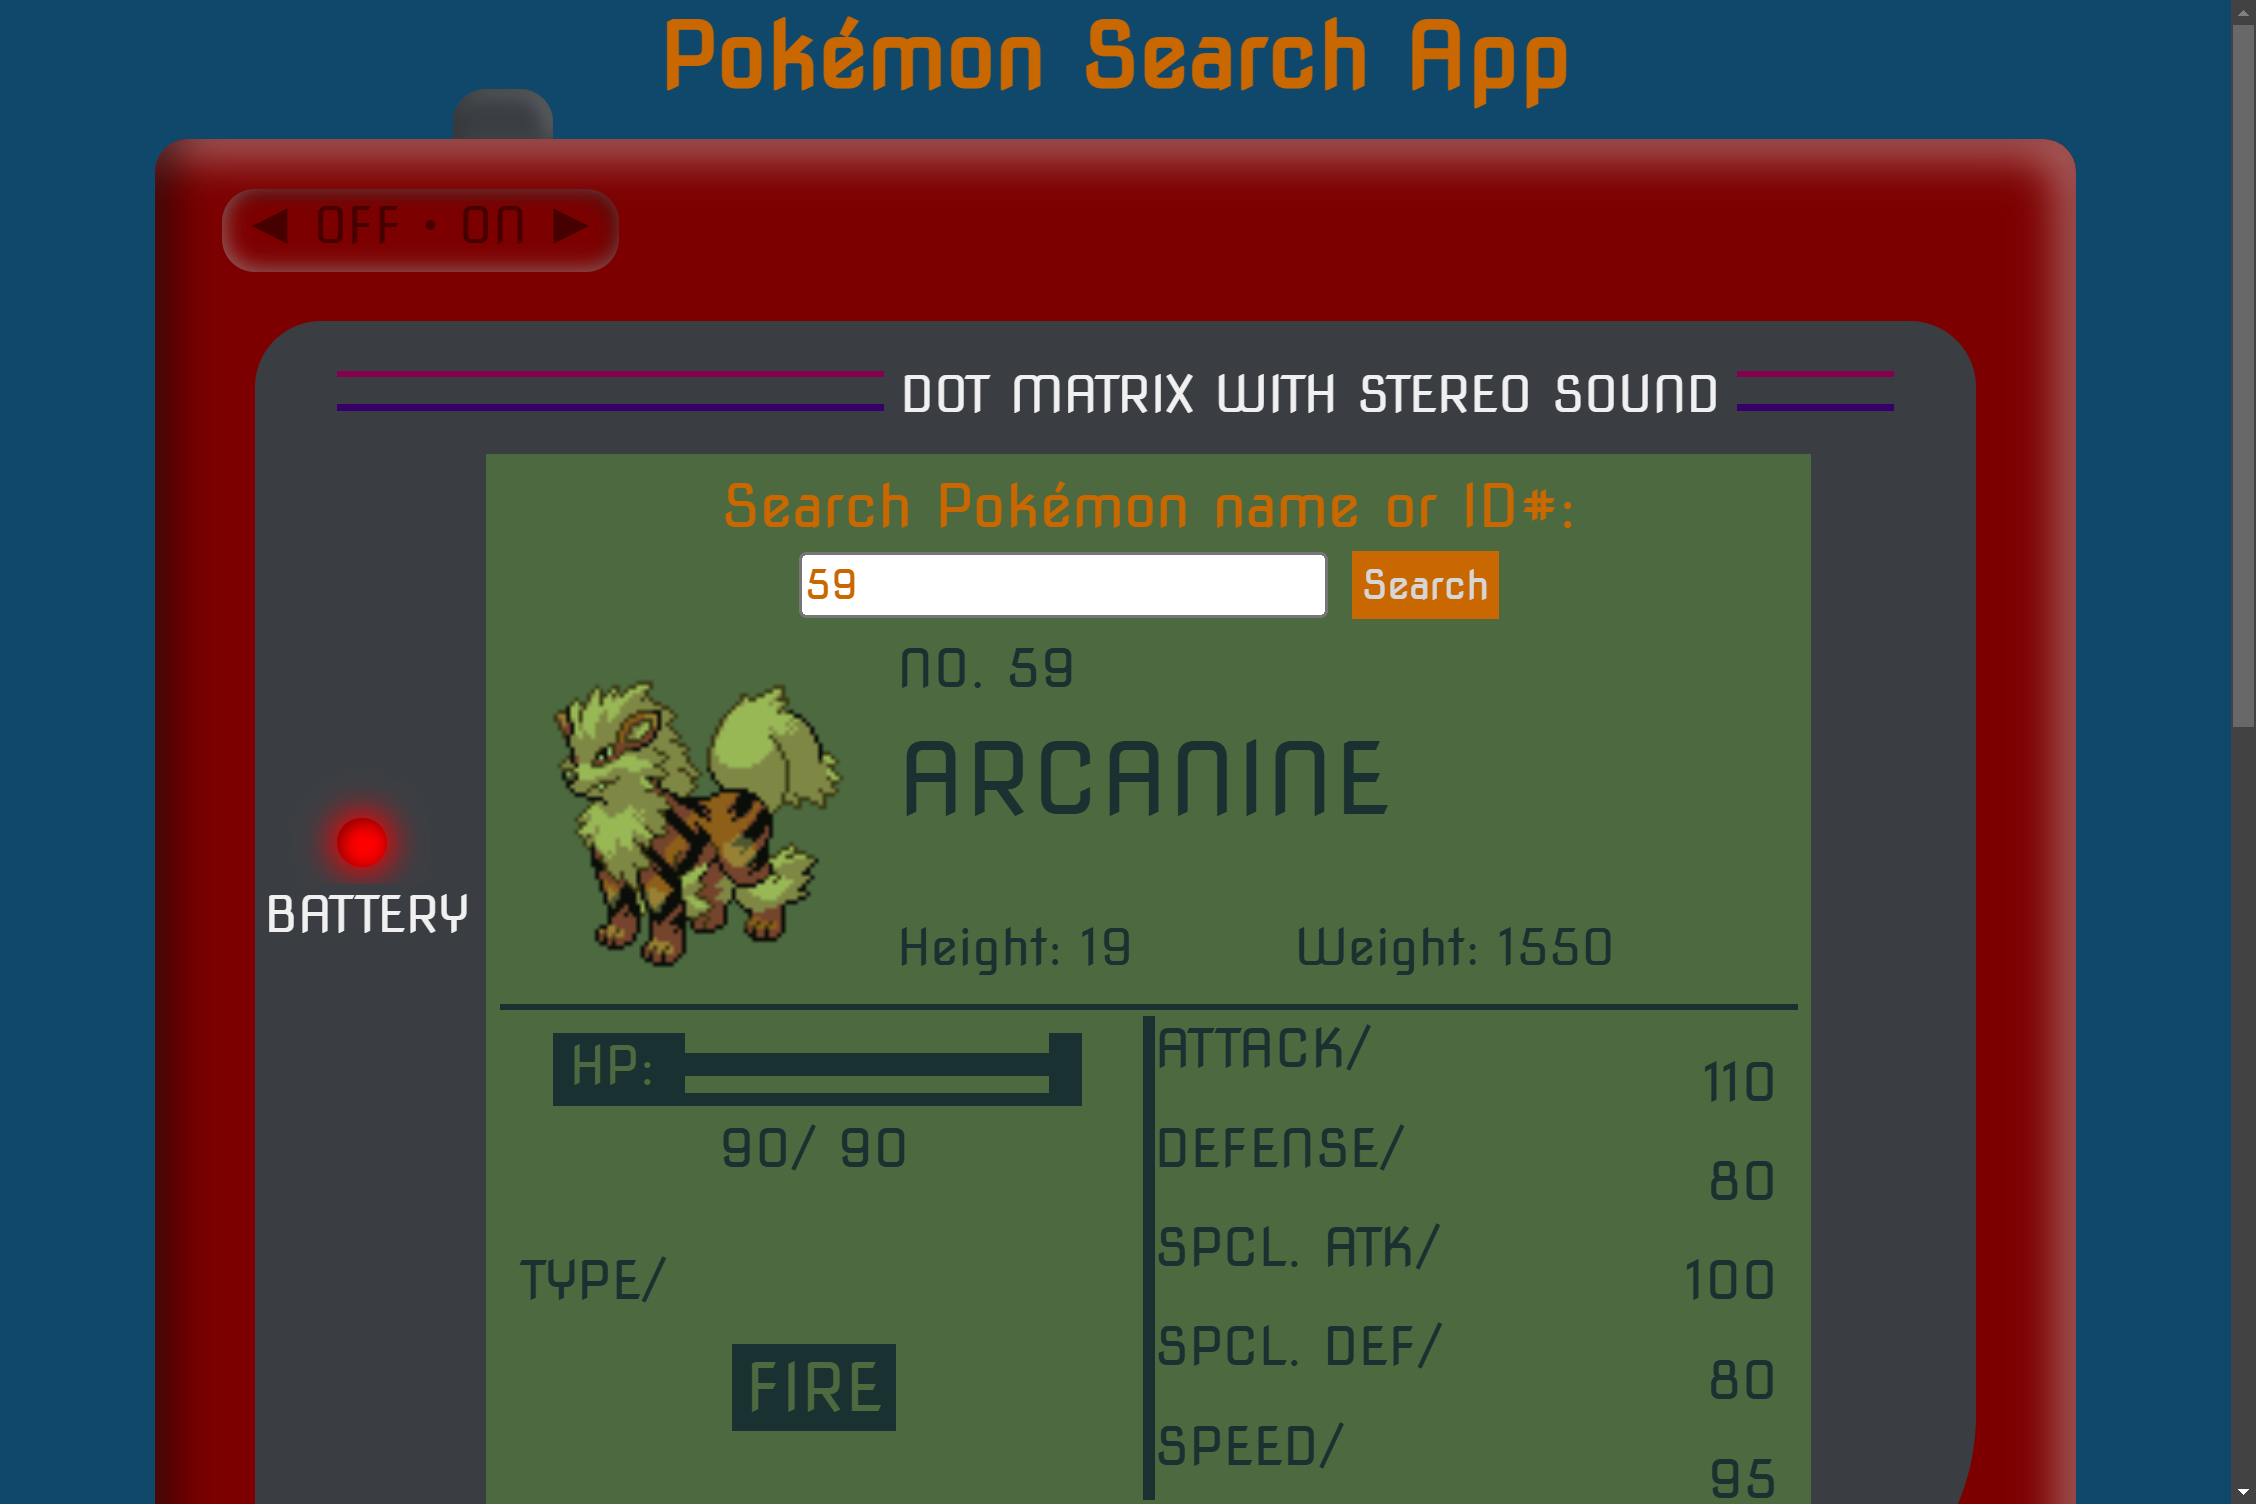 Pokémon Search App
◀ OFF • ON ▶
DOT MATRIX WITH STEREO SOUND
Search Pokémon name or ID#:
59 Search
NO. 59
ARCANINE
BATTERY
Height: 19 Weight: 1550
HP:
90/ 90
TYPE/
FIRE
ATTACK/
110
DEFENSE/
80
SPCL. ATK/
100
SPCL. DEF/
80
SPEED/
95